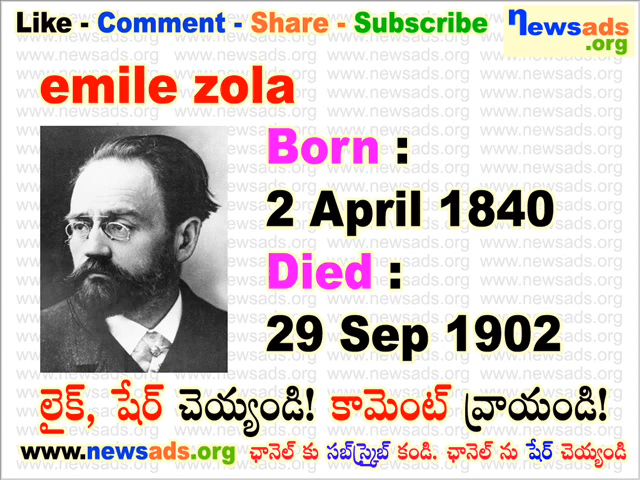 Like - Comment - Share - Subscribe
newsads
.org
emile zola
Born :
2 April 1840
Died :
29 Sep 1902
లైక్, షేర్ చెయ్యండి! కామెంట్ వ్రాయండి!
www.newsads.org ఛానెల్ కు సబ్‌స్క్రైబ్ కండి. ఛానెల్ ను షేర్ చెయ్యండి